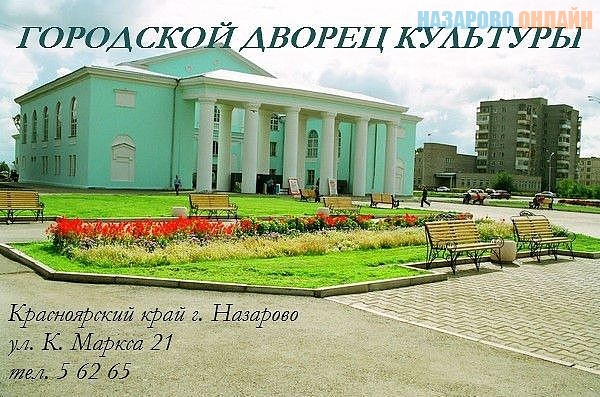 НАЗАРОВО ОНЛАЙН
ГОРОДСКОЙ ДВОРЕЦ КУЛЬТУРЫ
Красноярский край г. Назарово
ул. К. Маркса 21
тел. 5 62 65